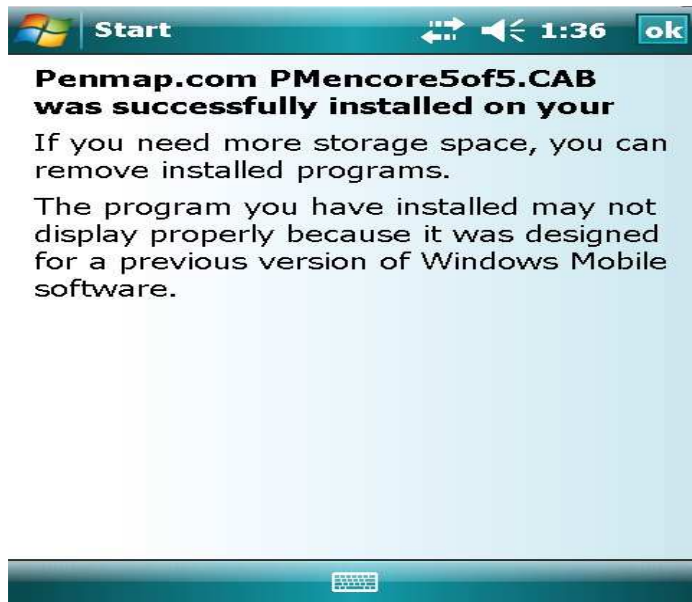 Start 1:36 ok
Penmap.com PMencore5of5.CAB
was successfully installed on your
If you need more storage space, you can
remove installed programs.
The program you have installed may not
display properly because it was designed
for a previous version of Windows Mobile
software.